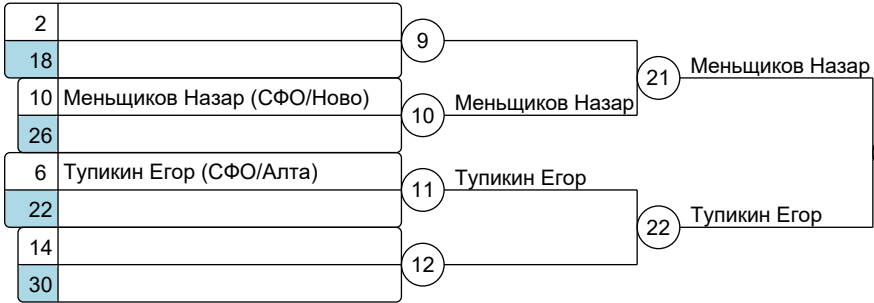 2
9
18
21
Меньщиков Назар
10 Меньщиков Назар (СФО/Ново)
10
Меньщиков Назар
26
6 Тупикин Егор (СФО/Алта)
11
Тупикин Егор
22
22
Тупикин Егор
14
12
30